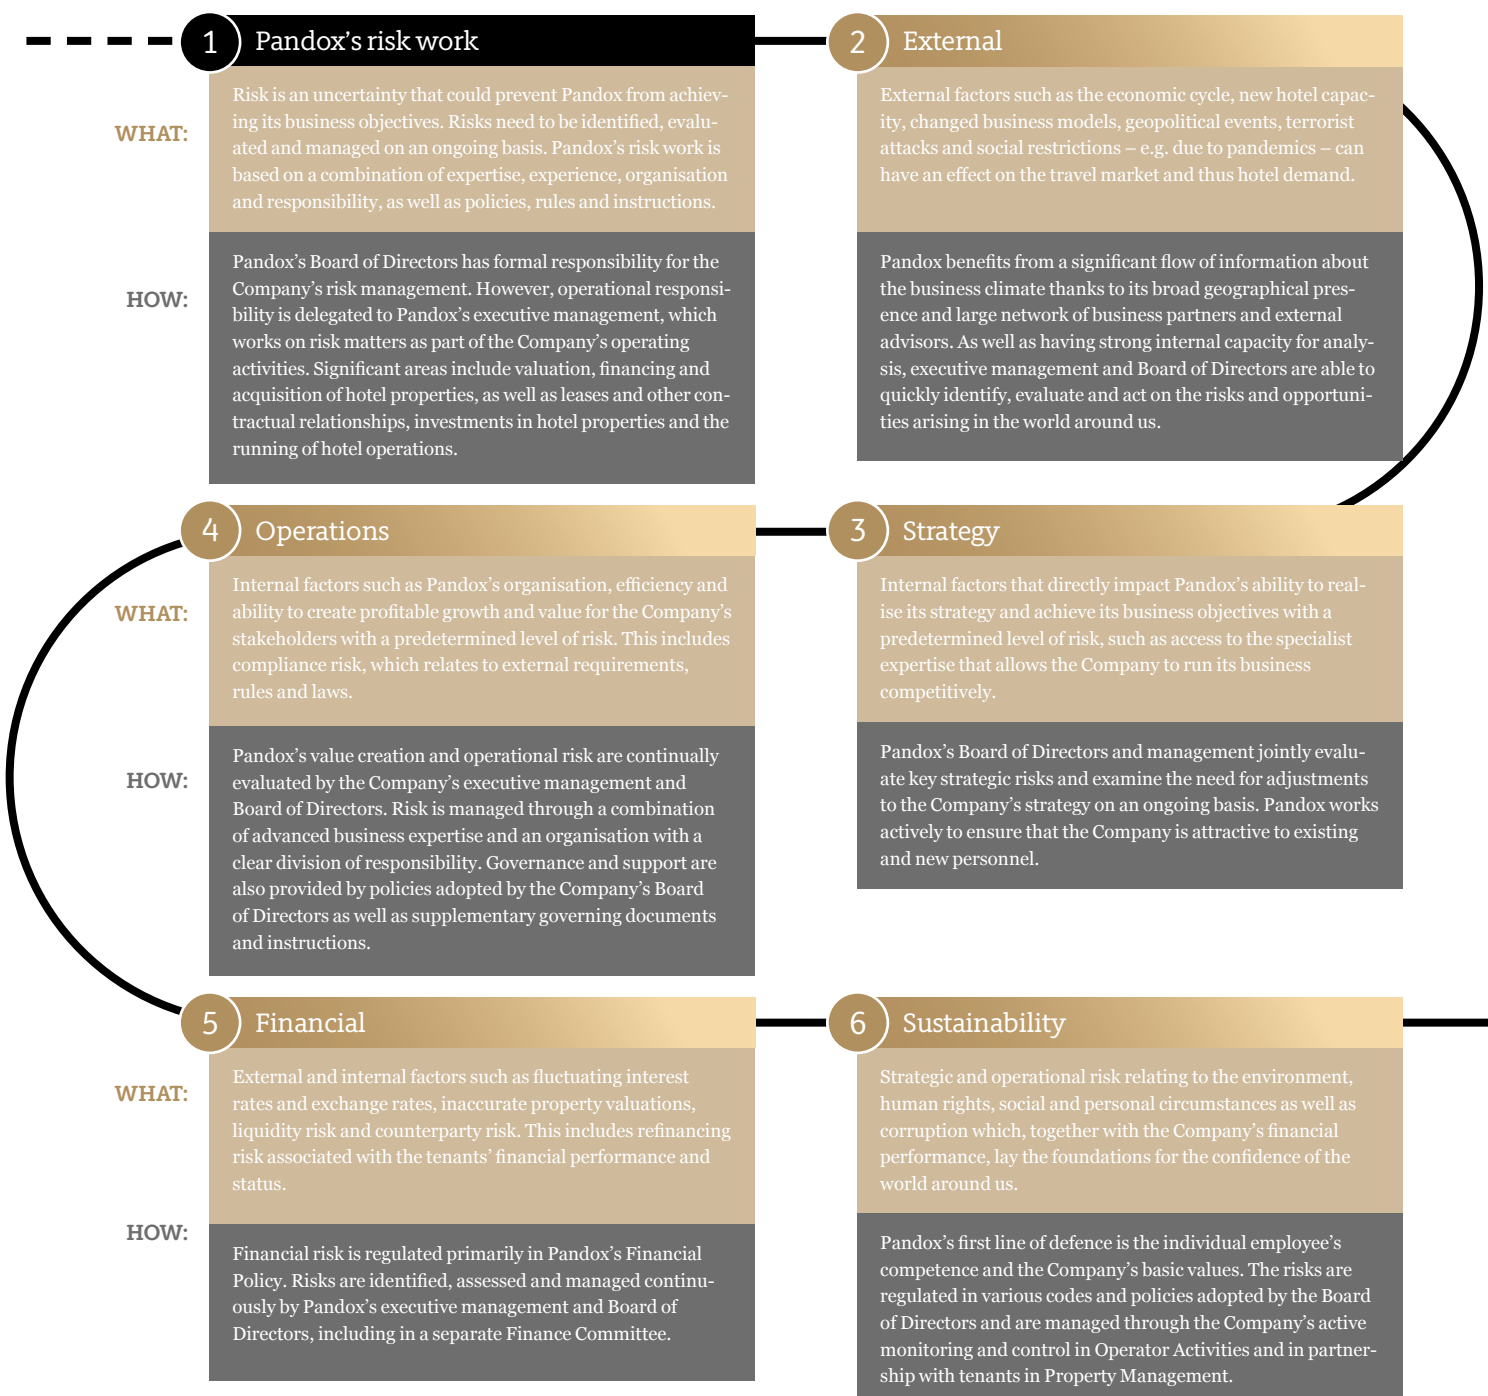 1 Pandox’s risk work
WHAT:
Risk is an uncertainty that could prevent Pandox from achiev-
ing its business objectives. Risks need to be identified, evalu-
ated and managed on an ongoing basis. Pandox’s risk work is
based on a combination of expertise, experience, organisation
and responsibility, as well as policies, rules and instructions.
HOW:
Pandox’s Board of Directors has formal responsibility for the
Company’s risk management. However, operational responsi-
bility is delegated to Pandox’s executive management, which
works on risk matters as part of the Company’s operating
activities. Significant areas include valuation, financing and
acquisition of hotel properties, as well as leases and other con-
tractual relationships, investments in hotel properties and the
running of hotel operations.
2 External
External factors such as the economic cycle, new hotel capac-
ity, changed business models, geopolitical events, terrorist
attacks and social restrictions – e.g. due to pandemics – can
have an effect on the travel market and thus hotel demand.
Pandox benefits from a significant flow of information about
the business climate thanks to its broad geographical pres-
ence and large network of business partners and external
advisors. As well as having strong internal capacity for analy-
sis, executive management and Board of Directors are able to
quickly identify, evaluate and act on the risks and opportuni-
ties arising in the world around us.
3 Strategy
Internal factors that directly impact Pandox’s ability to real-
ise its strategy and achieve its business objectives with a
predetermined level of risk, such as access to the specialist
expertise that allows the Company to run its business
competitively.
Pandox’s Board of Directors and management jointly evalu-
ate key strategic risks and examine the need for adjustments
to the Company’s strategy on an ongoing basis. Pandox works
actively to ensure that the Company is attractive to existing
and new personnel.
4 Operations
WHAT:
Internal factors such as Pandox’s organisation, efficiency and
ability to create profitable growth and value for the Company’s
stakeholders with a predetermined level of risk. This includes
compliance risk, which relates to external requirements,
rules and laws.
HOW:
Pandox’s value creation and operational risk are continually
evaluated by the Company’s executive management and
Board of Directors. Risk is managed through a combination
of advanced business expertise and an organisation with a
clear division of responsibility. Governance and support are
also provided by policies adopted by the Company’s Board
of Directors as well as supplementary governing documents
and instructions.
5 Financial
WHAT:
External and internal factors such as fluctuating interest
rates and exchange rates, inaccurate property valuations,
liquidity risk and counterparty risk. This includes refinancing
risk associated with the tenants’ financial performance and
status.
HOW:
Financial risk is regulated primarily in Pandox’s Financial
Policy. Risks are identified, assessed and managed continu-
ously by Pandox’s executive management and Board of
Directors, including in a separate Finance Committee.
6 Sustainability
Strategic and operational risk relating to the environment,
human rights, social and personal circumstances as well as
corruption which, together with the Company’s financial
performance, lay the foundations for the confidence of the
world around us.
Pandox’s first line of defence is the individual employee’s
competence and the Company’s basic values. The risks are
regulated in various codes and policies adopted by the Board
of Directors and are managed through the Company’s active
monitoring and control in Operator Activities and in partner-
ship with tenants in Property Management.